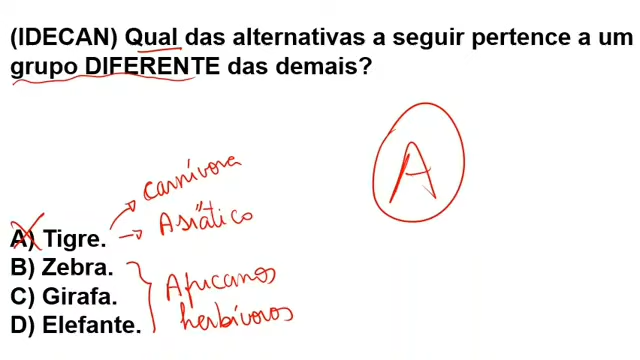 (IDECAN) Qual das alternativas a seguir pertence a um
grupo DIFERENTE das demais?
A
Carnívora
Asiático
A) Tigre.
B) Zebra.
C) Girafa.
D) Elefante.
Africanos
herbívoros